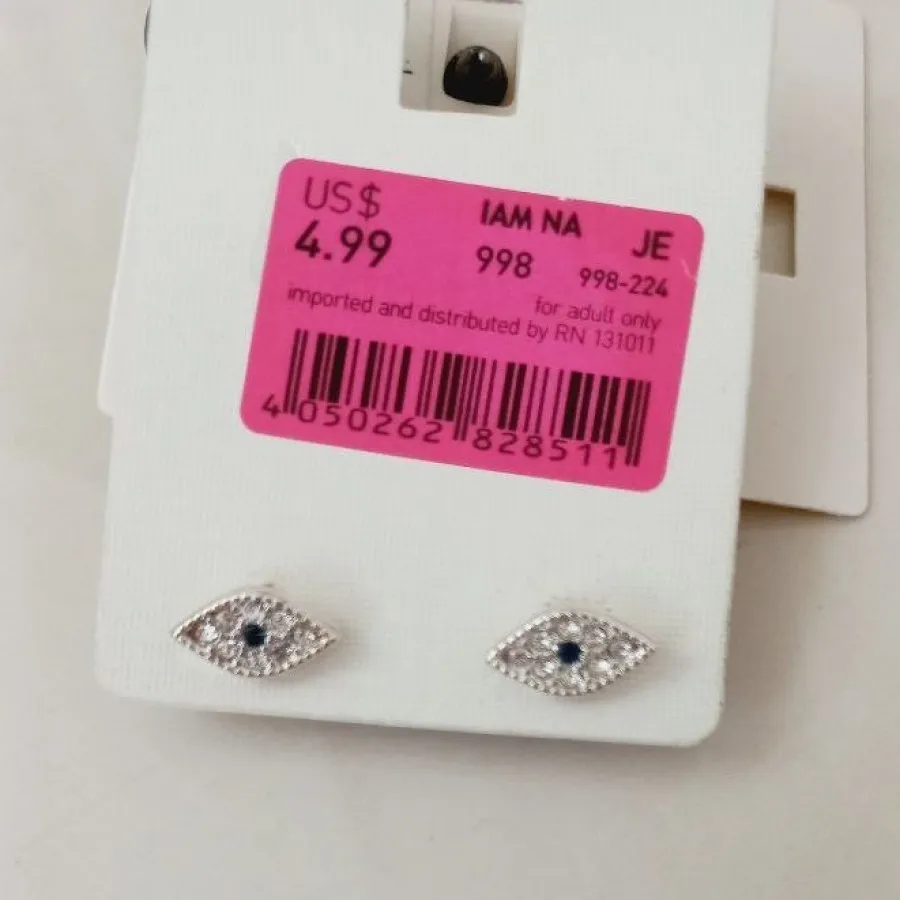 US$ IAM NA JE
4.99 998 998-224
for adult only
imported and distributed by RN 131011
4 050262 828511